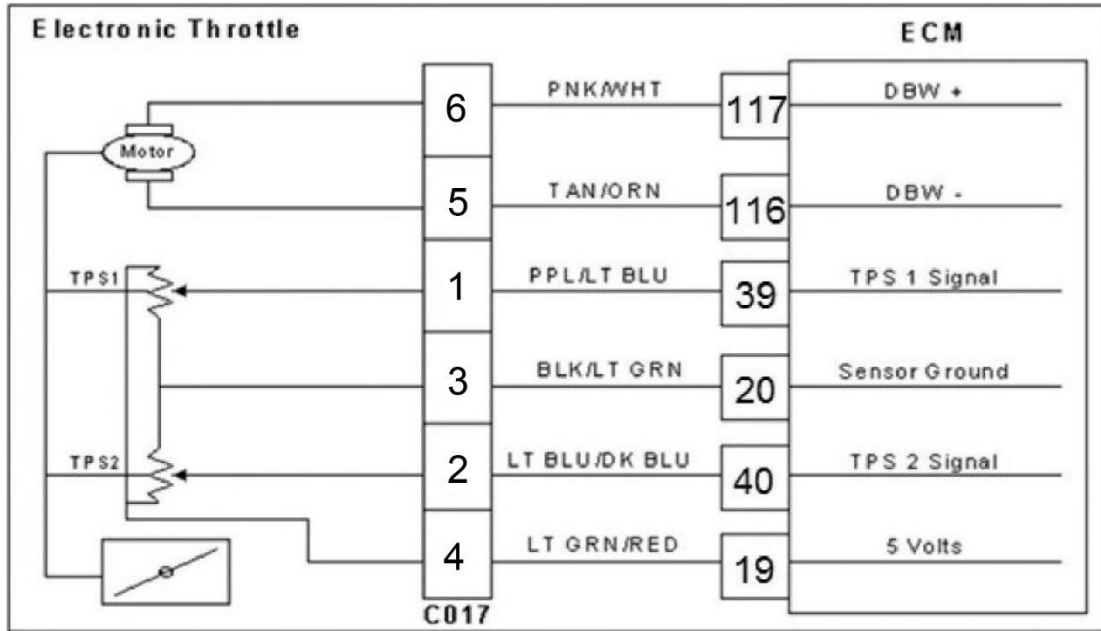 Electronic Throttle
ECM
6
PNK/WHT
117
DBW +
Motor
5
TAN/ORN
116
DBW -
TPS1
1
PPL/LT BLU
39
TPS 1 Signal
3
BLK/LT GRN
20
Sensor Ground
TPS2
2
LT BLU/DK BLU
40
TPS 2 Signal
4
LT GRN/RED
19
5 Volts
C017